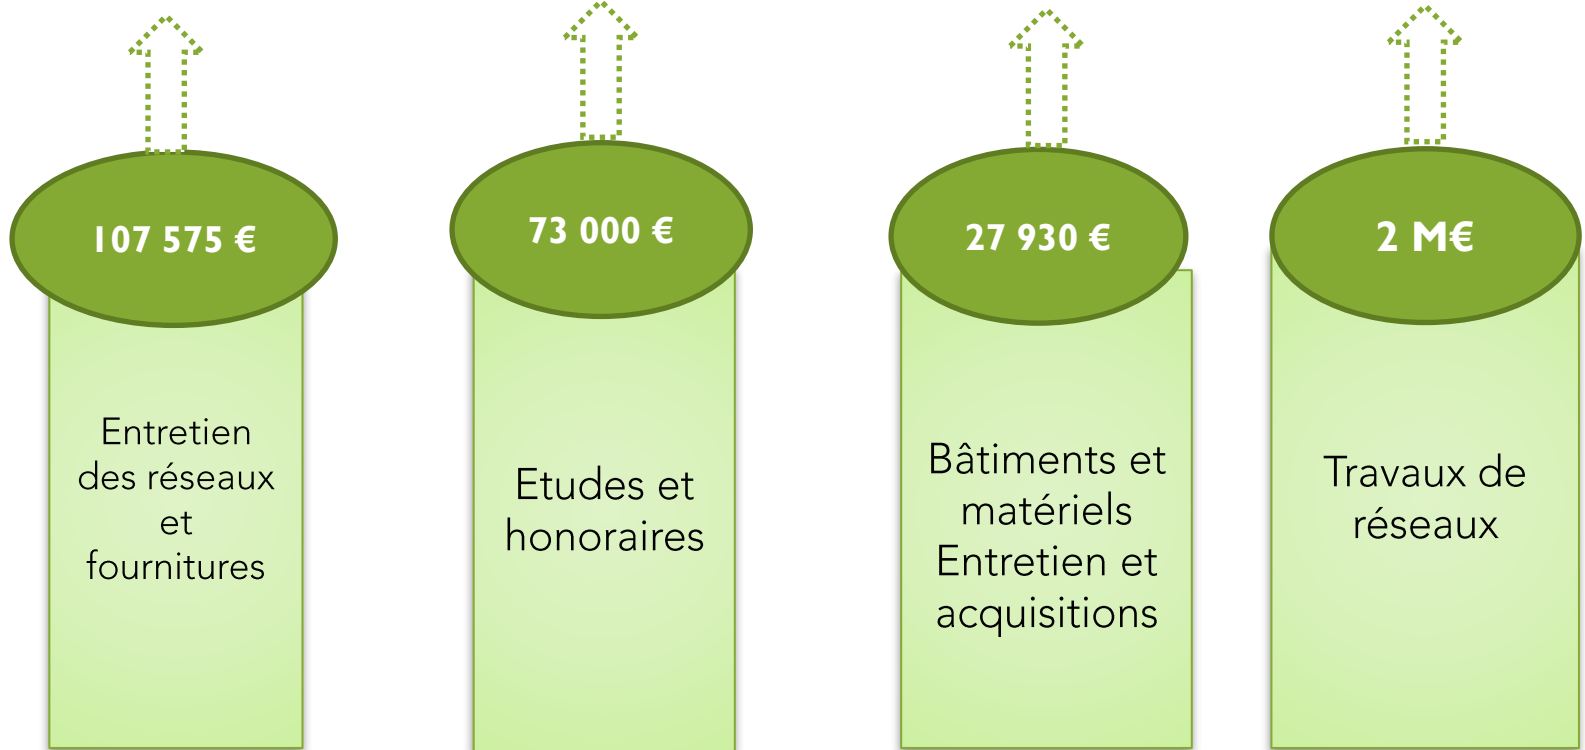 107 575 €
73 000 €
27 930 €
2 M€
Entretien
des réseaux
et
fournitures
Etudes et
honoraires
Bâtiments et
matériels
Entretien et
acquisitions
Travaux de
réseaux